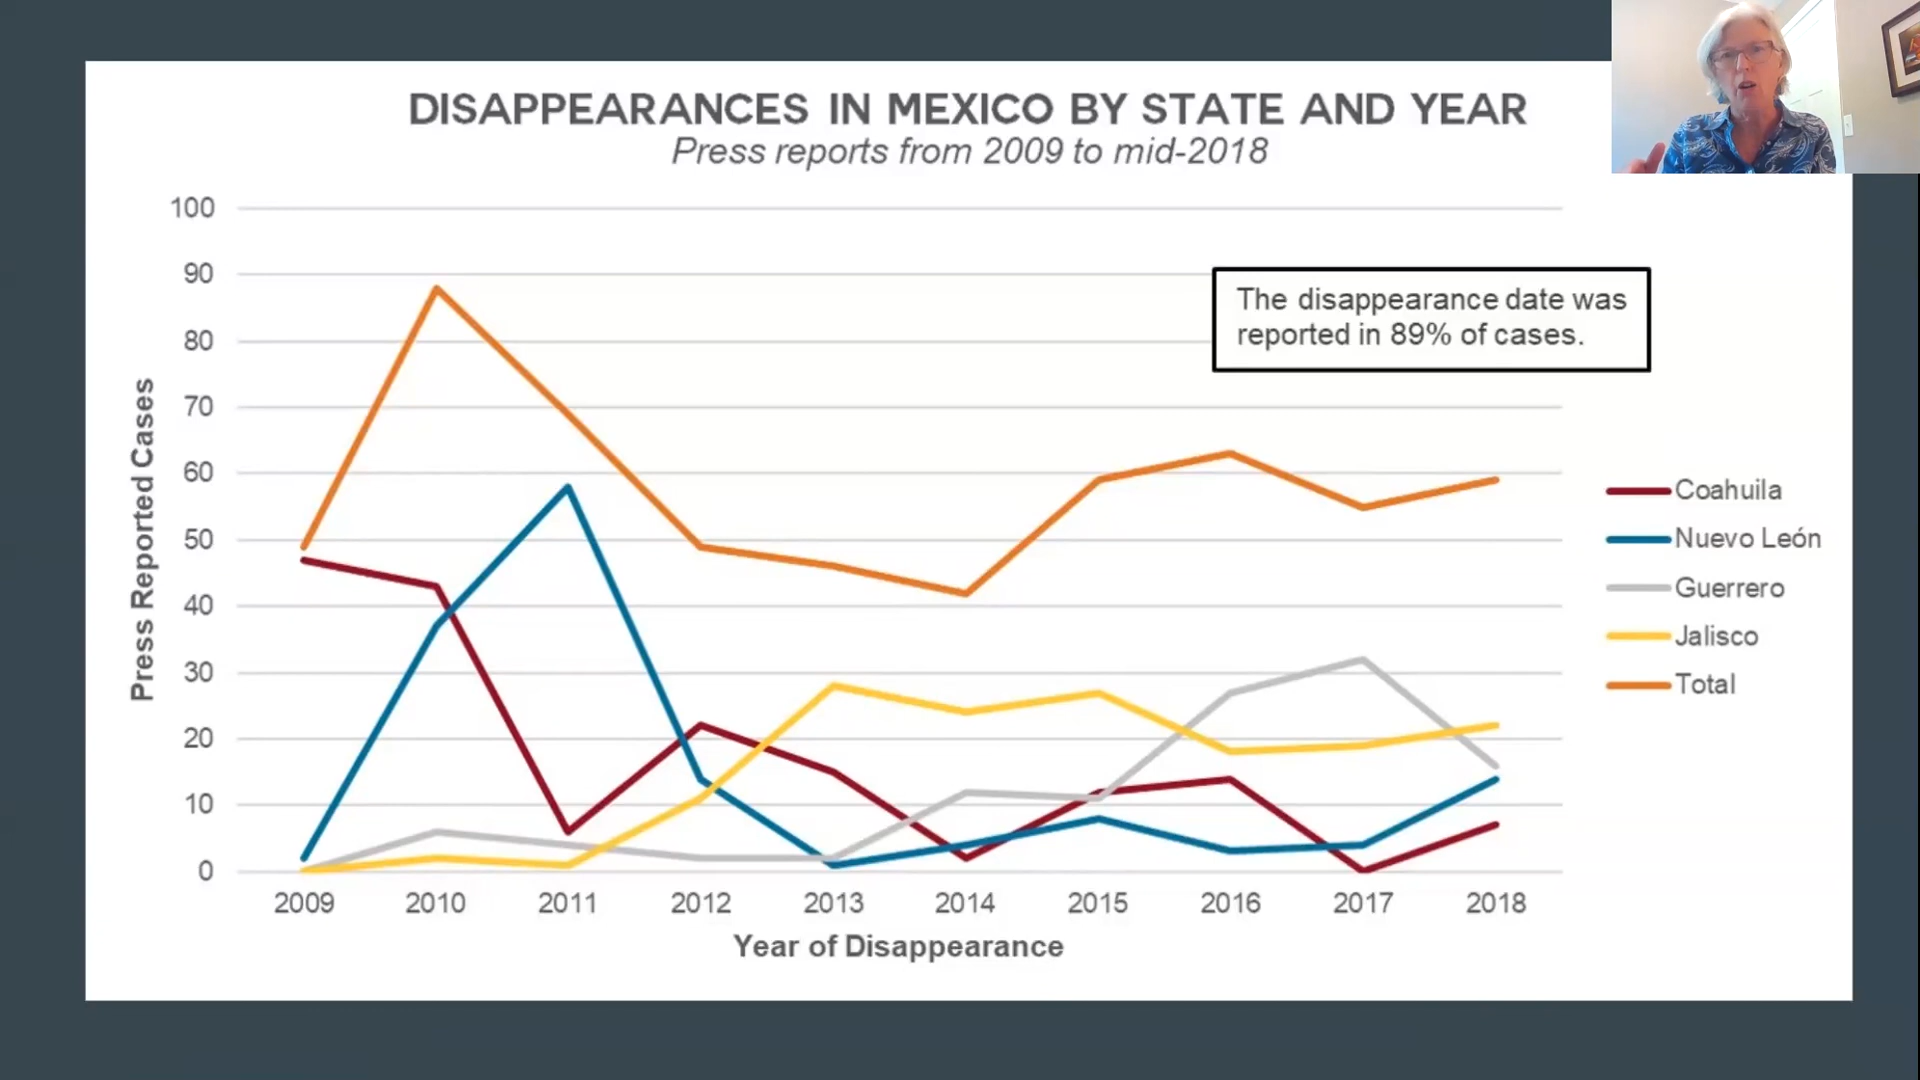 DISAPPEARANCES IN MEXICO BY STATE AND YEAR
Press reports from 2009 to mid-2018
100
90
80
70
60
50
40
30
20
10
0
Press Reported Cases
The disappearance date was
reported in 89% of cases.
Coahuila
Nuevo León
Guerrero
Jalisco
Total
2009 2010 2011 2012 2013 2014 2015 2016 2017 2018
Year of Disappearance